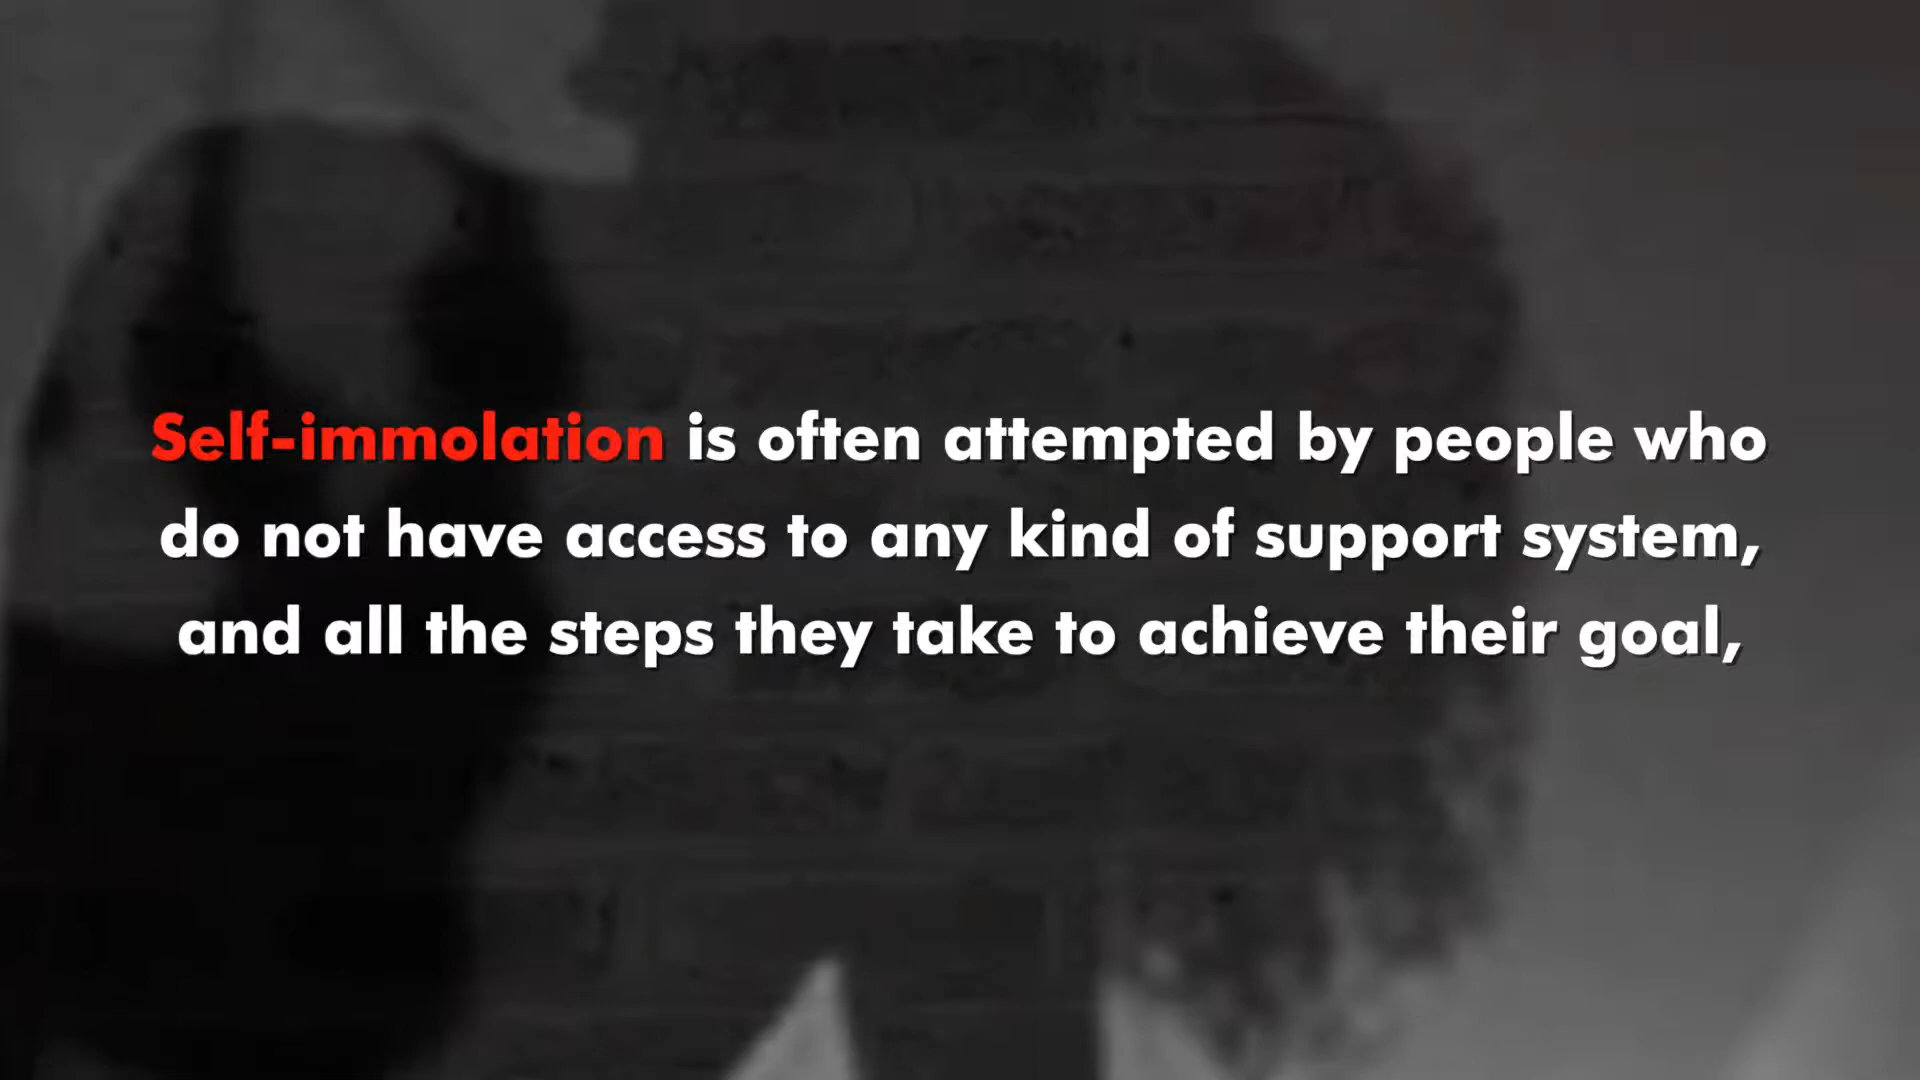 Self-immolation is often attempted by people who
do not have access to any kind of support system,
and all the steps they take to achieve their goal,